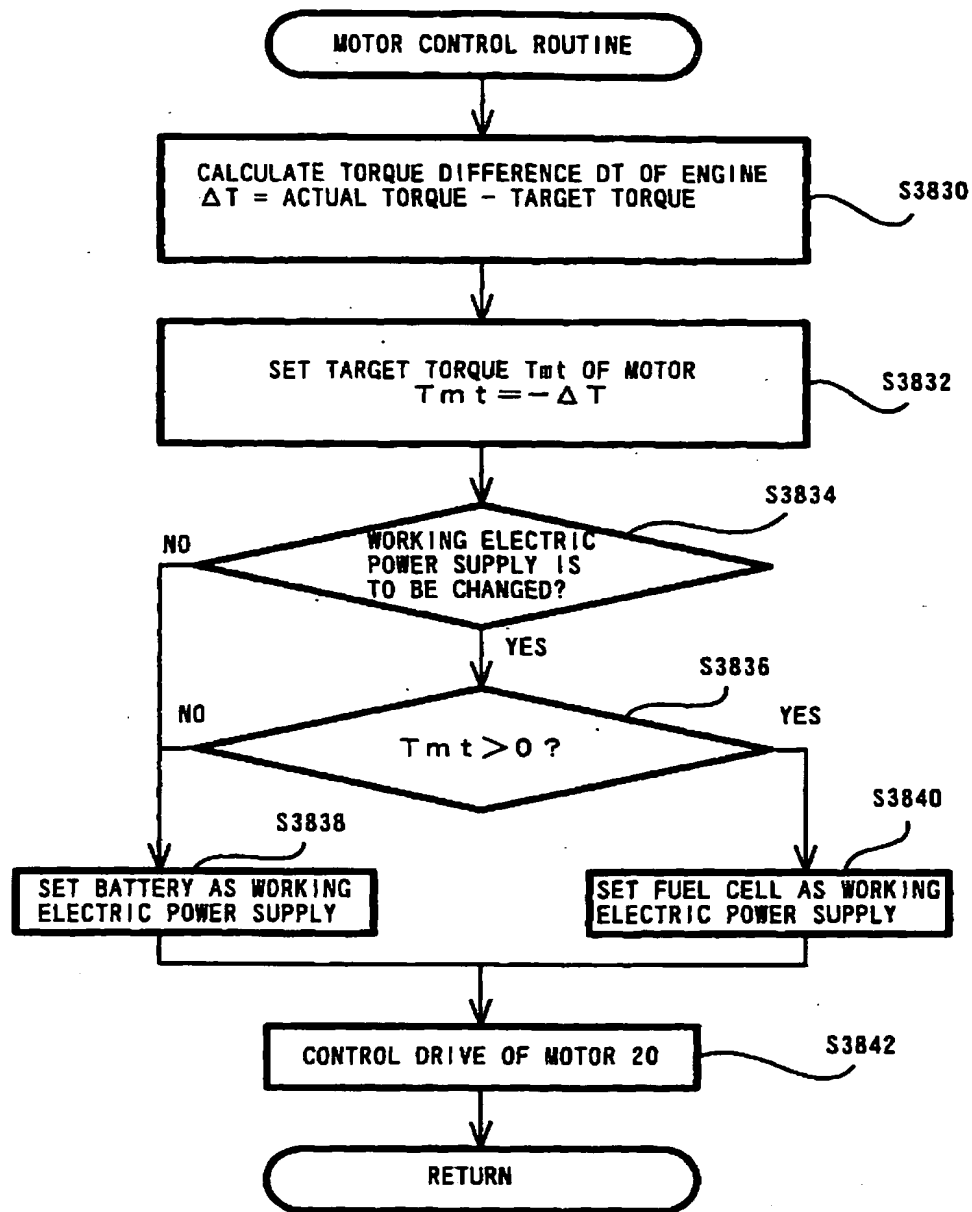 MOTOR CONTROL ROUTINE
CALCULATE TORQUE DIFFERENCE DT OF ENGINE
ΔT = ACTUAL TORQUE - TARGET TORQUE
S3830
SET TARGET TORQUE Tmt OF MOTOR
Tmt=-ΔT
S3832
S3834
NO
WORKING ELECTRIC
POWER SUPPLY IS
TO BE CHANGED?
YES
S3836
NO
YES
Tmt>0?
S3838
S3840
SET BATTERY AS WORKING
ELECTRIC POWER SUPPLY
SET FUEL CELL AS WORKING
ELECTRIC POWER SUPPLY
CONTROL DRIVE OF MOTOR 20
S3842
RETURN